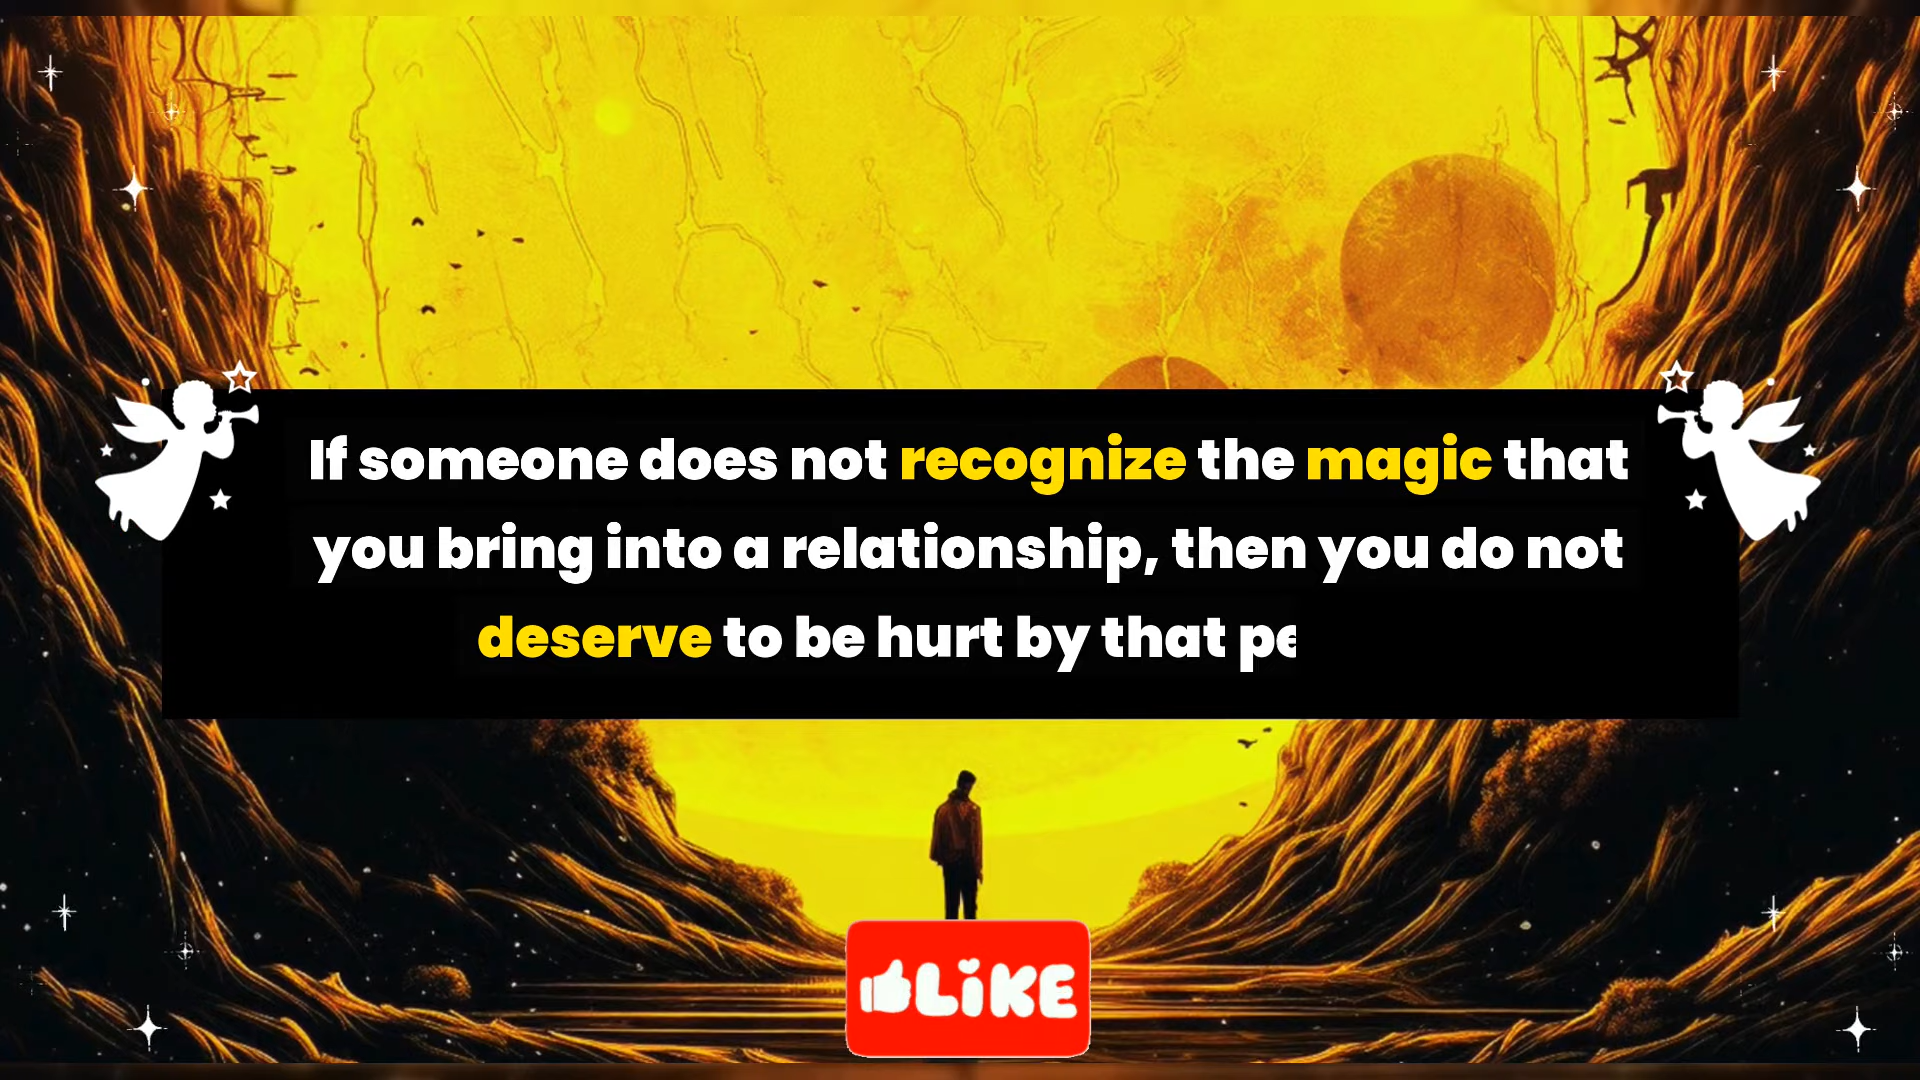 If someone does not recognize the magic that
you bring into a relationship, then you do not
deserve to be hurt by that pe
LIKE